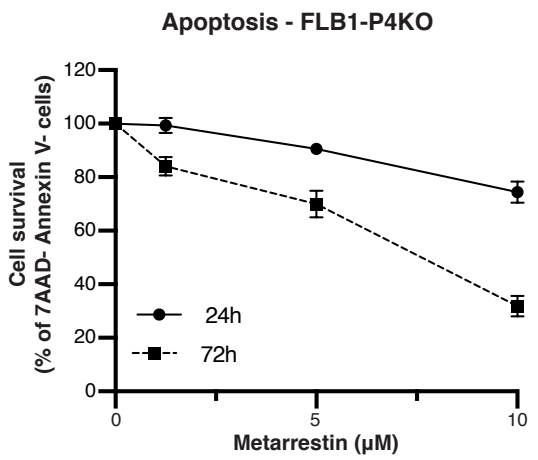 Apoptosis - FLB1-P4KO
Cell survival
(% of 7AAD- Annexin V- cells)
120
100
80
60
40
20
0
24h
72h
0
5
10
Metarrestin (µM)